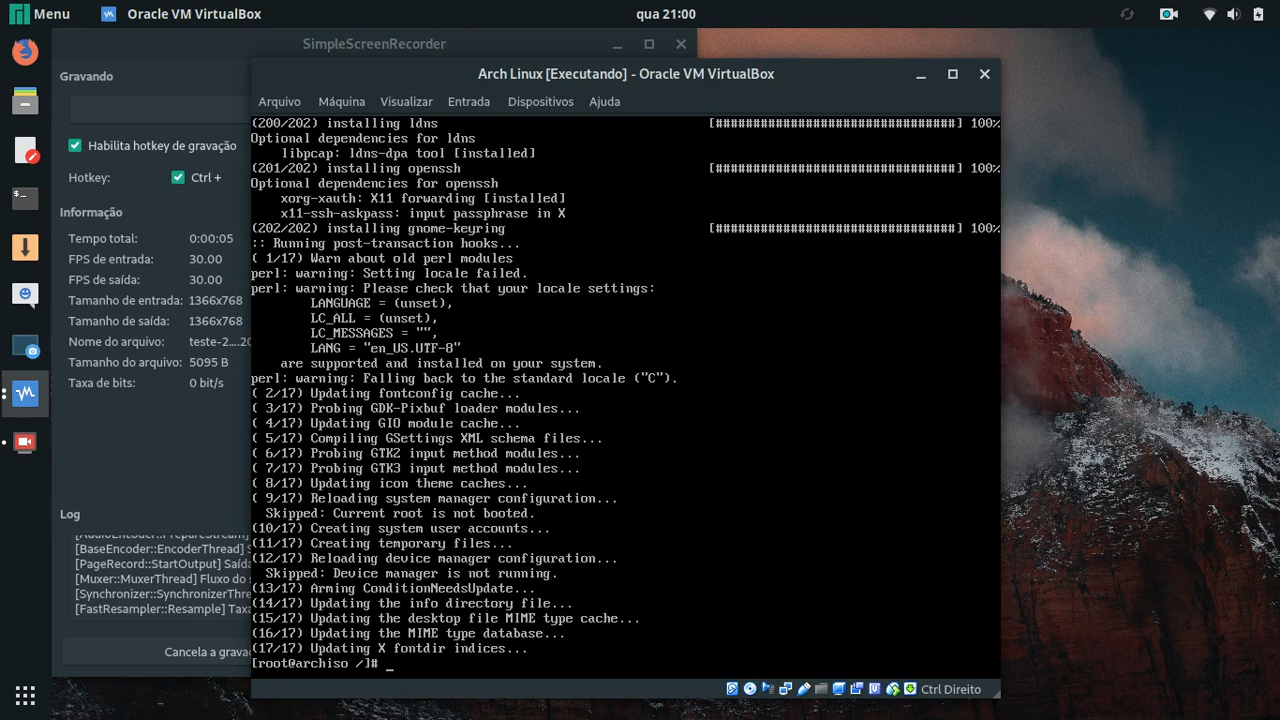 Menu
Oracle VM VirtualBox
qua 21:00
SimpleScreenRecorder
Gravando
Habilita hotkey de gravação
Hotkey:
Ctrl +
Informação
Tempo total: 0:00:05
FPS de entrada: 30.00
FPS de saída: 30.00
Tamanho de entrada: 1366x768
Tamanho de saída: 1366x768
Nome do arquivo: teste-2....20
Tamanho do arquivo: 5095 B
Taxa de bits: 0 bit/s
Log
[AudioEncoder::PrepareStream]
[BaseEncoder::EncoderThread] S
[PageRecord::StartOutput] Saída
[Muxer::MuxerThread] Fluxo do s
[Synchronizer::SynchronizerThre
[FastResampler::Resample] Taxa
Cancela a grava
Arch Linux [Executando] - Oracle VM VirtualBox
Arquivo Máquina Visualizar Entrada Dispositivos Ajuda
(200/202) installing ldns [################################] 100%
Optional dependencies for ldns
libpcap: ldns-dpa tool [installed]
(201/202) installing openssh [################################] 100%
Optional dependencies for openssh
xorg-xauth: X11 forwarding [installed]
x11-ssh-askpass: input passphrase in X
(202/202) installing gnome-keyring [################################] 100%
:: Running post-transaction hooks...
( 1/17) Warn about old perl modules
perl: warning: Setting locale failed.
perl: warning: Please check that your locale settings:
LANGUAGE = (unset),
LC_ALL = (unset),
LC_MESSAGES = "",
LANG = "en_US.UTF-8"
are supported and installed on your system.
perl: warning: Falling back to the standard locale ("C").
( 2/17) Updating fontconfig cache...
( 3/17) Probing GDK-Pixbuf loader modules...
( 4/17) Updating GIO module cache...
( 5/17) Compiling GSettings XML schema files...
( 6/17) Probing GTK2 input method modules...
( 7/17) Probing GTK3 input method modules...
( 8/17) Updating icon theme caches...
( 9/17) Reloading system manager configuration...
Skipped: Current root is not booted.
(10/17) Creating system user accounts...
(11/17) Creating temporary files...
(12/17) Reloading device manager configuration...
Skipped: Device manager is not running.
(13/17) Arming ConditionNeedsUpdate...
(14/17) Updating the info directory file...
(15/17) Updating the desktop file MIME type cache...
(16/17) Updating the MIME type database...
(17/17) Updating X fontdir indices...
[root@archiso /]# _
Ctrl Direito